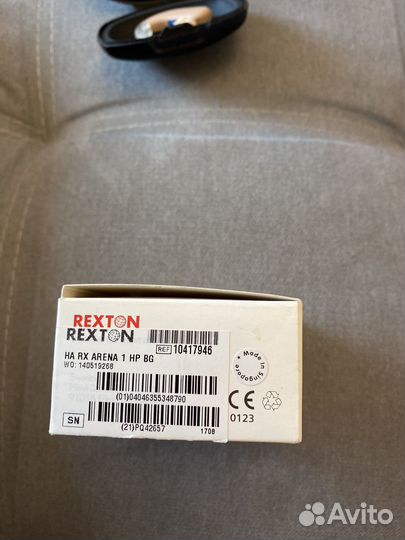 REXTON
REXTON
REF 10417946
HA RX ARENA 1 HP BG
WO: 140519268
(01)04046355348790
SN
(21)PQ42657
1708
Made in Singapore
CE
0123
Avito